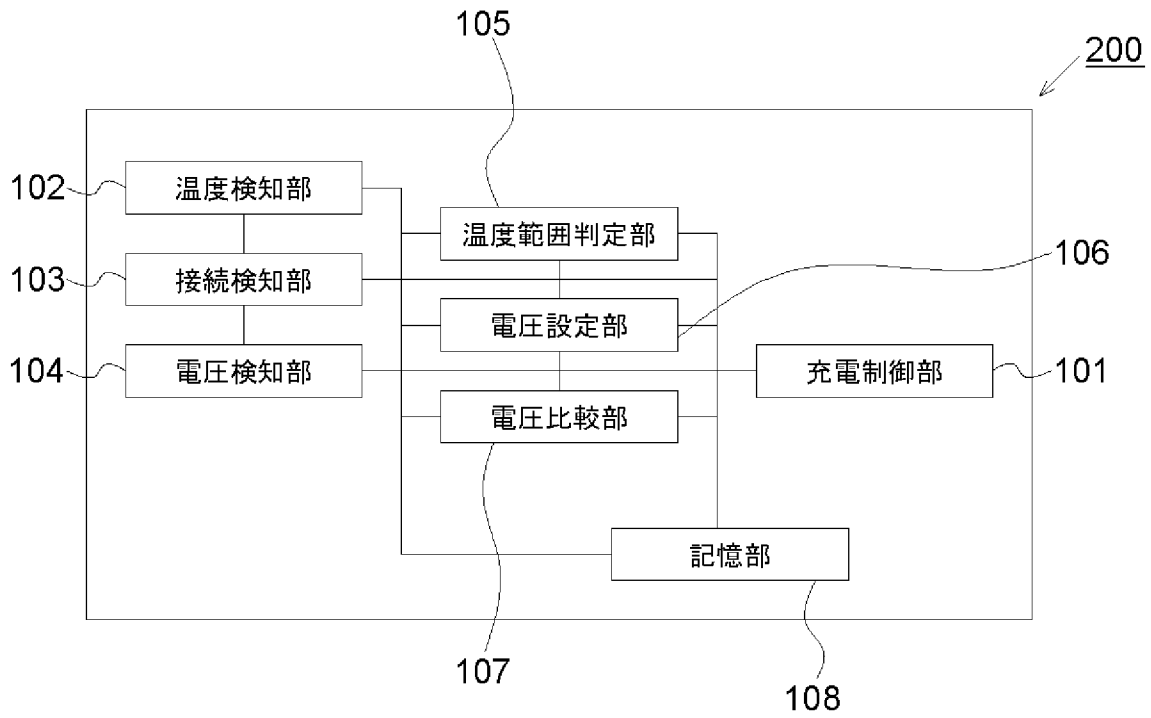 105
200
102
温度検知部
温度範囲判定部
106
103
接続検知部
電圧設定部
104
電圧検知部
充電制御部
101
電圧比較部
記憶部
107
108